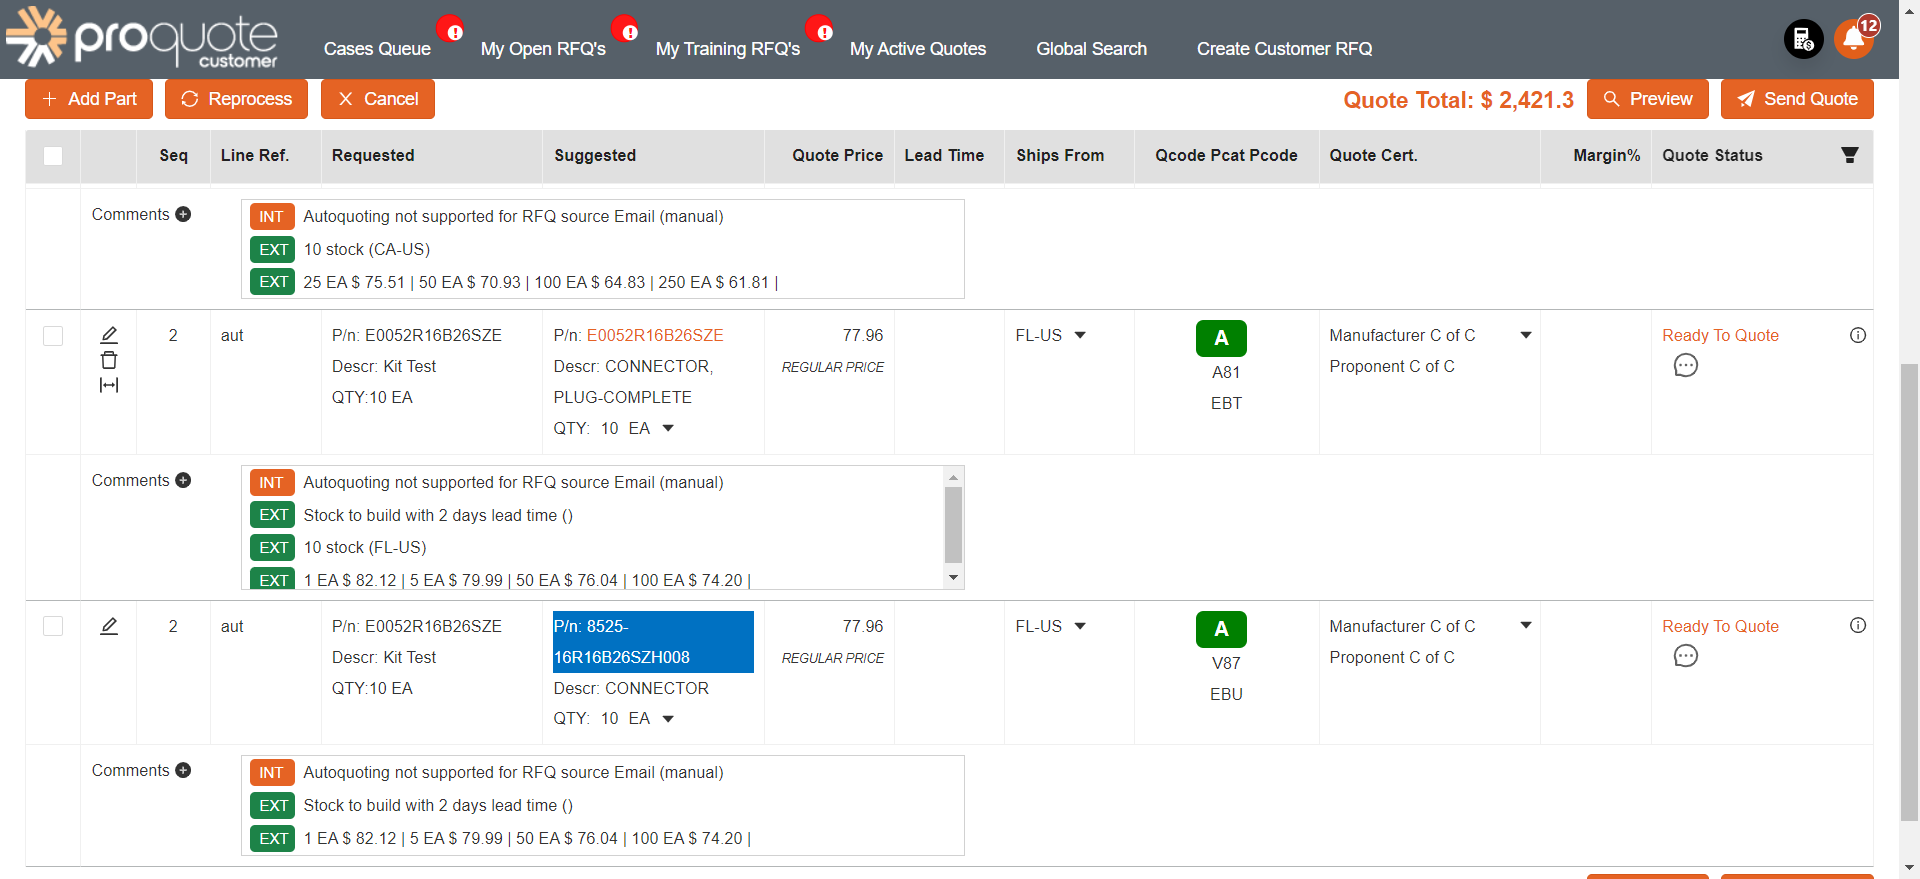 proquote
customer
Cases Queue
My Open RFQ's
My Training RFQ's
My Active Quotes
Global Search
Create Customer RFQ
12
Add Part
Reprocess
Cancel
Quote Total: $ 2,421.3
Preview
Send Quote
Seq
Line Ref.
Requested
Suggested
Quote Price
Lead Time
Ships From
Qcode Pcat Pcode
Quote Cert.
Margin%
Quote Status
Comments
INT Autoquoting not supported for RFQ source Email (manual)
EXT 10 stock (CA-US)
EXT 25 EA $ 75.51 | 50 EA $ 70.93 | 100 EA $ 64.83 | 250 EA $ 61.81 |
2
aut
P/n: E0052R16B26SZE
Descr: Kit Test
QTY:10 EA
P/n: E0052R16B26SZE
Descr: CONNECTOR,
PLUG-COMPLETE
QTY: 10 EA
77.96
REGULAR PRICE
FL-US
A
A81
EBT
Manufacturer C of C
Proponent C of C
Ready To Quote
Comments
INT Autoquoting not supported for RFQ source Email (manual)
EXT Stock to build with 2 days lead time ()
EXT 10 stock (FL-US)
EXT 1 EA $ 82.12 | 5 EA $ 79.99 | 50 EA $ 76.04 | 100 EA $ 74.20 |
2
aut
P/n: E0052R16B26SZE
Descr: Kit Test
QTY:10 EA
P/n: 8525-
16R16B26SZH008
Descr: CONNECTOR
QTY: 10 EA
77.96
REGULAR PRICE
FL-US
A
V87
EBU
Manufacturer C of C
Proponent C of C
Ready To Quote
Comments
INT Autoquoting not supported for RFQ source Email (manual)
EXT Stock to build with 2 days lead time ()
EXT 1 EA $ 82.12 | 5 EA $ 79.99 | 50 EA $ 76.04 | 100 EA $ 74.20 |